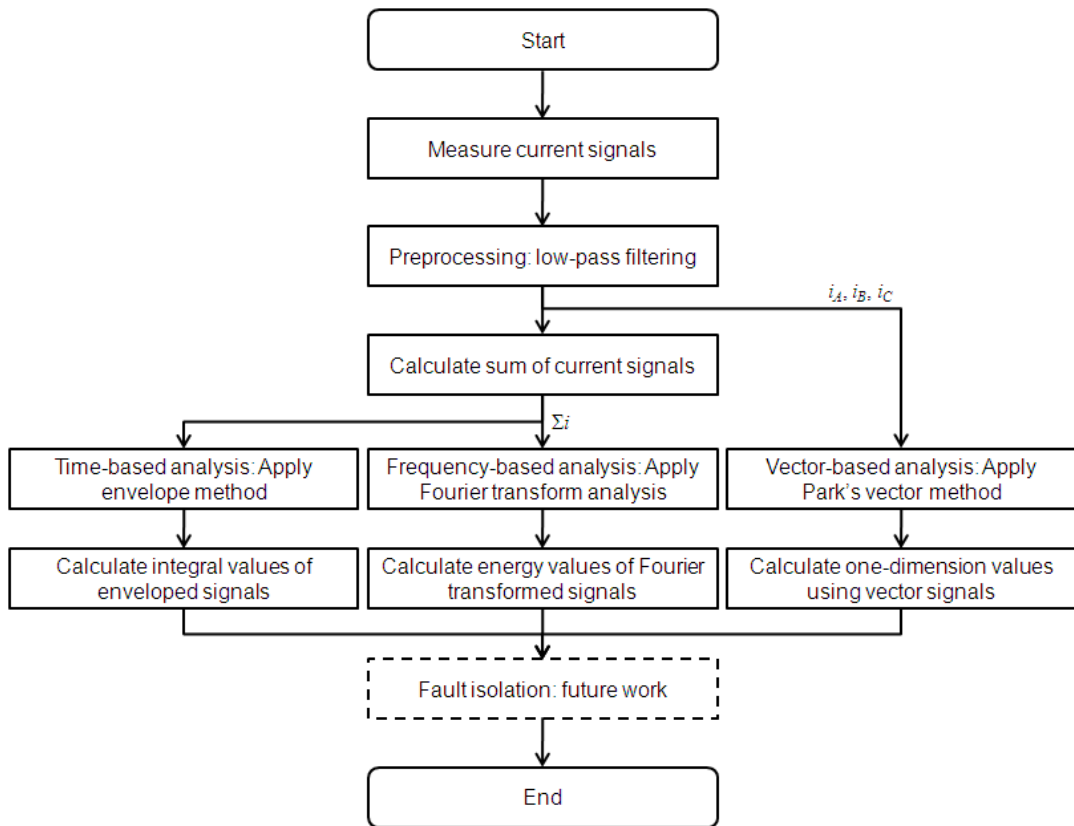 Start
Measure current signals
Preprocessing: low-pass filtering
i_A, i_B, i_C
Calculate sum of current signals
Σi
Time-based analysis: Apply
envelope method
Frequency-based analysis: Apply
Fourier transform analysis
Vector-based analysis: Apply
Park's vector method
Calculate integral values of
enveloped signals
Calculate energy values of Fourier
transformed signals
Calculate one-dimension values
using vector signals
Fault isolation: future work
End